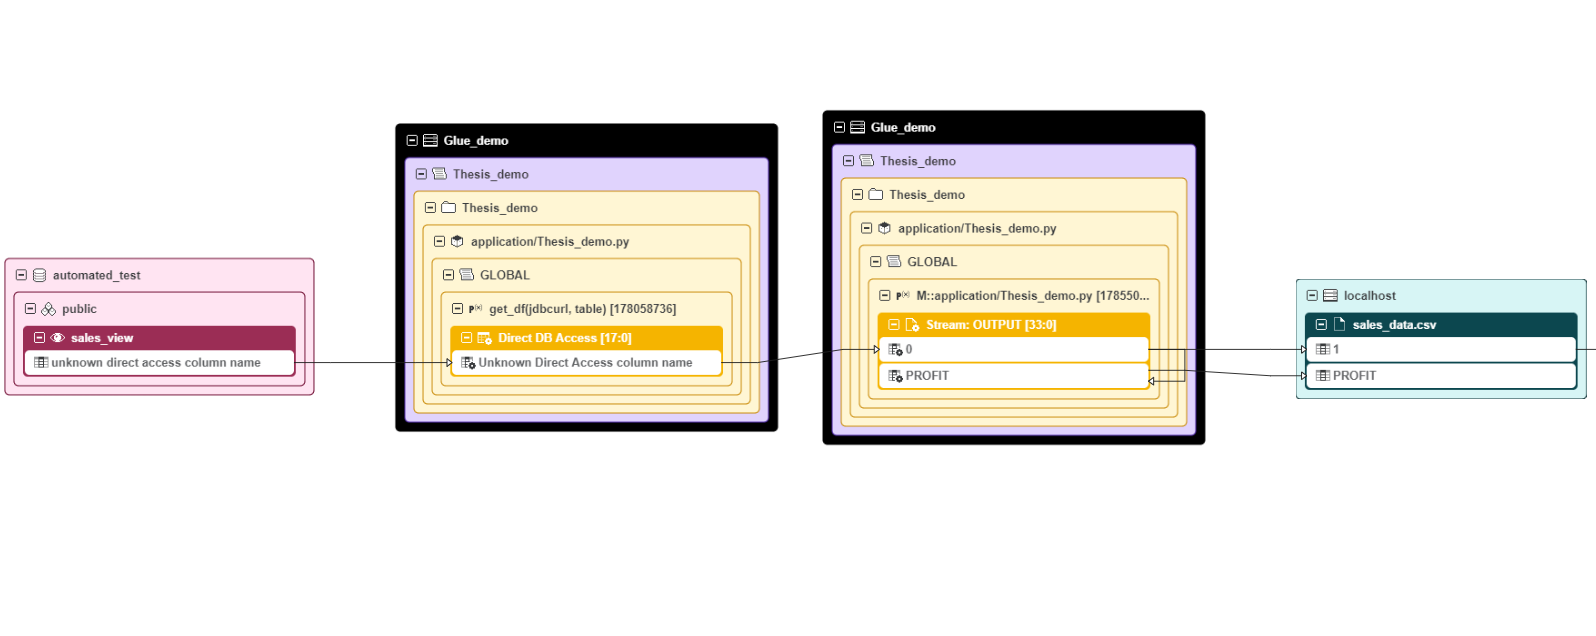 automated_test
public
sales_view
unknown direct access column name
Glue_demo
Thesis_demo
Thesis_demo
application/Thesis_demo.py
GLOBAL
get_df(jdbcurl, table) [178058736]
Direct DB Access [17:0]
Unknown Direct Access column name
Glue_demo
Thesis_demo
Thesis_demo
application/Thesis_demo.py
GLOBAL
M::application/Thesis_demo.py [178550...
Stream: OUTPUT [33:0]
0
PROFIT
localhost
sales_data.csv
1
PROFIT